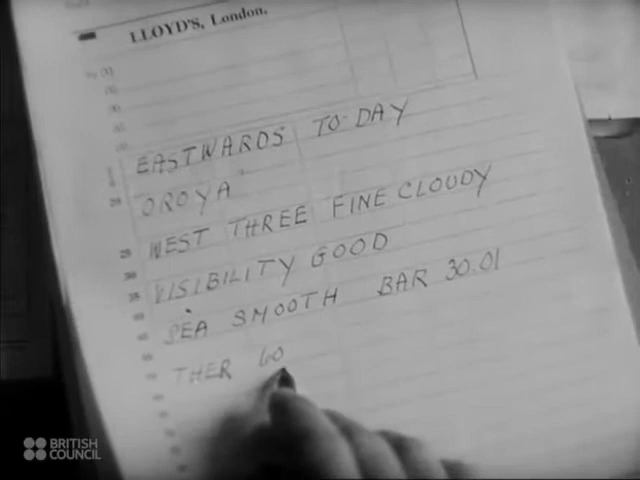 LLOYD'S, London.
EASTWARDS TO-DAY
OROYA
WEST THREE FINE CLOUDY
VISIBILITY GOOD
SEA SMOOTH BAR 30.01
THER 60
BRITISH
COUNCIL